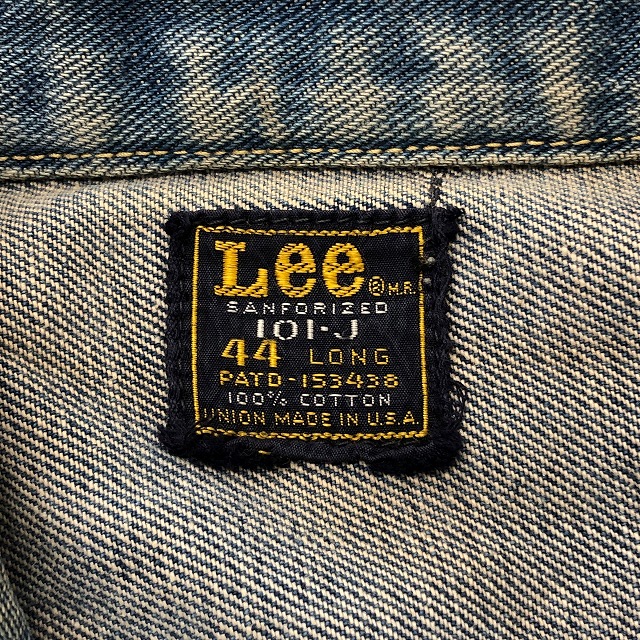 Lee ® M.R.
SANFORIZED
101-J
44 LONG
PATD-153438
100% COTTON
UNION MADE IN U.S.A.